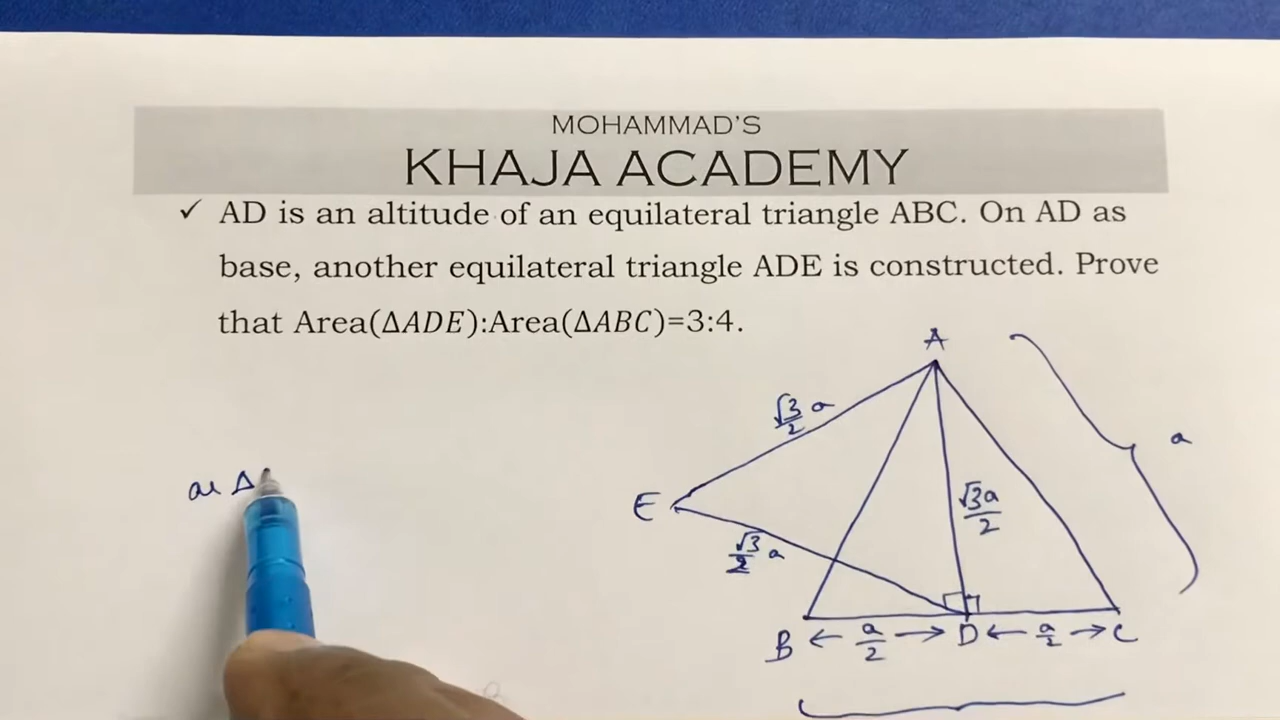 MOHAMMAD'S
KHAJA ACADEMY
✓ AD is an altitude of an equilateral triangle ABC. On AD as
base, another equilateral triangle ADE is constructed. Prove
that Area(ΔADE):Area(ΔABC)=3:4.
A
√3/2 a
a
ar Δ
E
√3a/2
√3/2 a
B ← a/2 → D ← a/2 → C